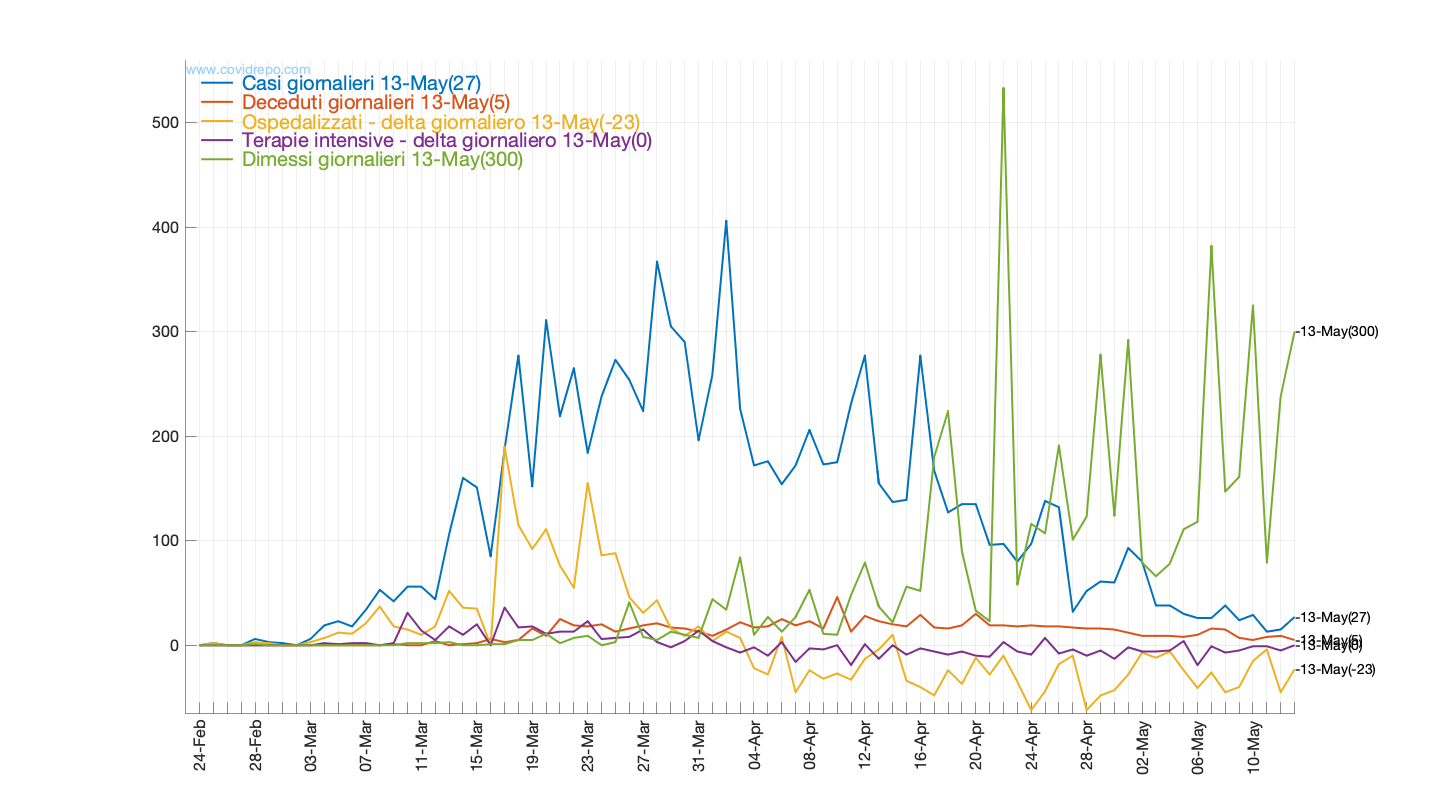 www.covidrepo.com
Casi giornalieri 13-May(27)
Deceduti giornalieri 13-May(5)
Ospedalizzati - delta giornaliero 13-May(-23)
Terapie intensive - delta giornaliero 13-May(0)
Dimessi giornalieri 13-May(300)
500
400
300
200
100
0
13-May(300)
13-May(27)
13-May(5)
13-May(0)
13-May(-23)
24-Feb
28-Feb
03-Mar
07-Mar
11-Mar
15-Mar
19-Mar
23-Mar
27-Mar
31-Mar
04-Apr
08-Apr
12-Apr
16-Apr
20-Apr
24-Apr
28-Apr
02-May
06-May
10-May